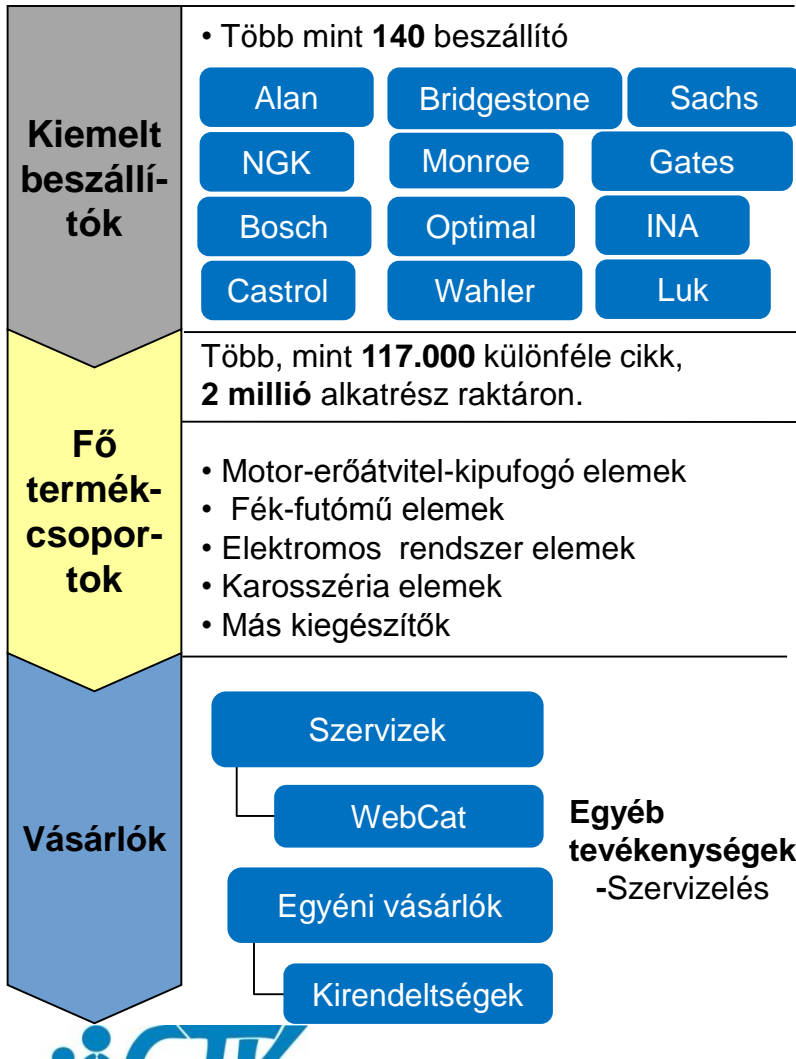 Kiemelt
beszállí-
tók
• Több mint 140 beszállító
Alan
Bridgestone
Sachs
NGK
Monroe
Gates
Bosch
Optimal
INA
Castrol
Wahler
Luk
Fő
termék-
csopor-
tok
Több, mint 117.000 különféle cikk,
2 millió alkatrész raktáron.
• Motor-erőátvitel-kipufogó elemek
• Fék-futómű elemek
• Elektromos rendszer elemek
• Karosszéria elemek
• Más kiegészítők
Vásárlók
Szervizek
WebCat
Egyéni vásárlók
Kirendeltségek
Egyéb
tevékenységek
-Szervizelés